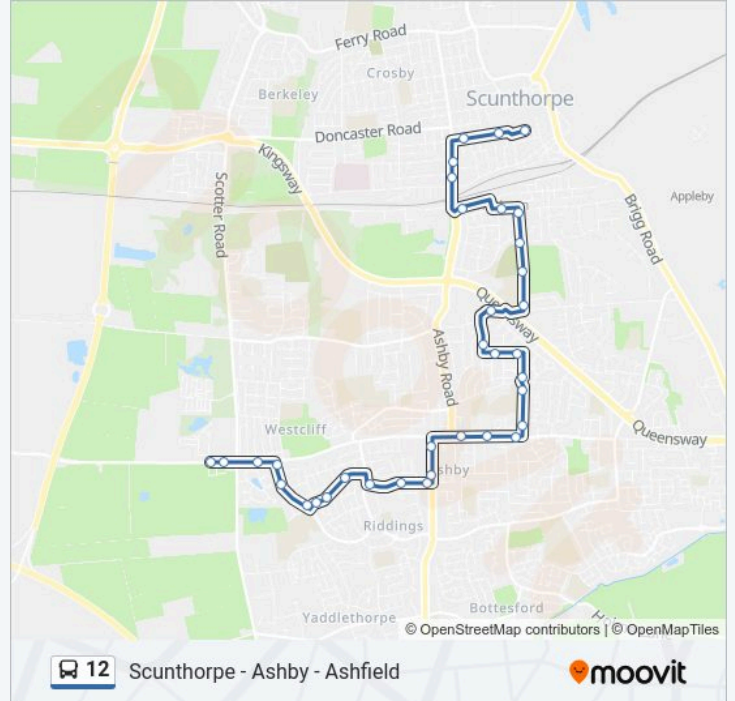 Ferry Road
Crosby
Berkeley
Scunthorpe
Doncaster Road
Kingsway
Scotter Road
Appleby
Brigg Road
Queensway
Ashby Road
Westcliff
Queensway
Riddings
Bottesford
Yaddlethorpe
© OpenStreetMap contributors | © OpenMapTiles
12 Scunthorpe - Ashby - Ashfield
moovit